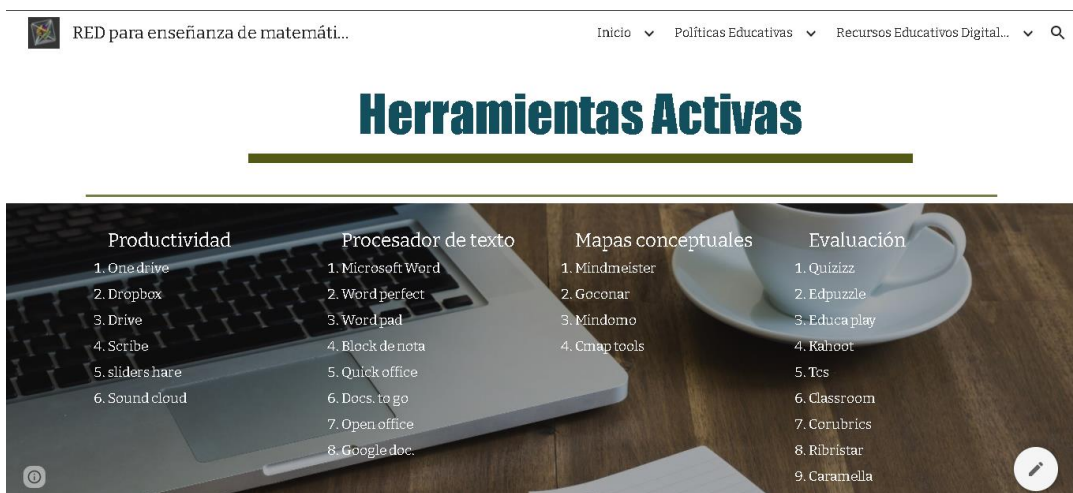 RED para enseñanza de matemáti...
Inicio
Políticas Educativas
Recursos Educativos Digital...
Herramientas Activas
Productividad
1. One drive
2. Dropbox
3. Drive
4. Scribe
5. sliders hare
6. Sound cloud
Procesador de texto
1. Microsoft Word
2. Word perfect
3. Word pad
4. Block de nota
5. Quick office
6. Docs. to go
7. Open office
8. Google doc.
Mapas conceptuales
1. Mindmeister
2. Goconar
3. Mindomo
4. Cmap tools
Evaluación
1. Quizizz
2. Edpuzzle
3. Educa play
4. Kahoot
5. Tcs
6. Classroom
7. Corubrics
8. Ribristar
9. Caramella